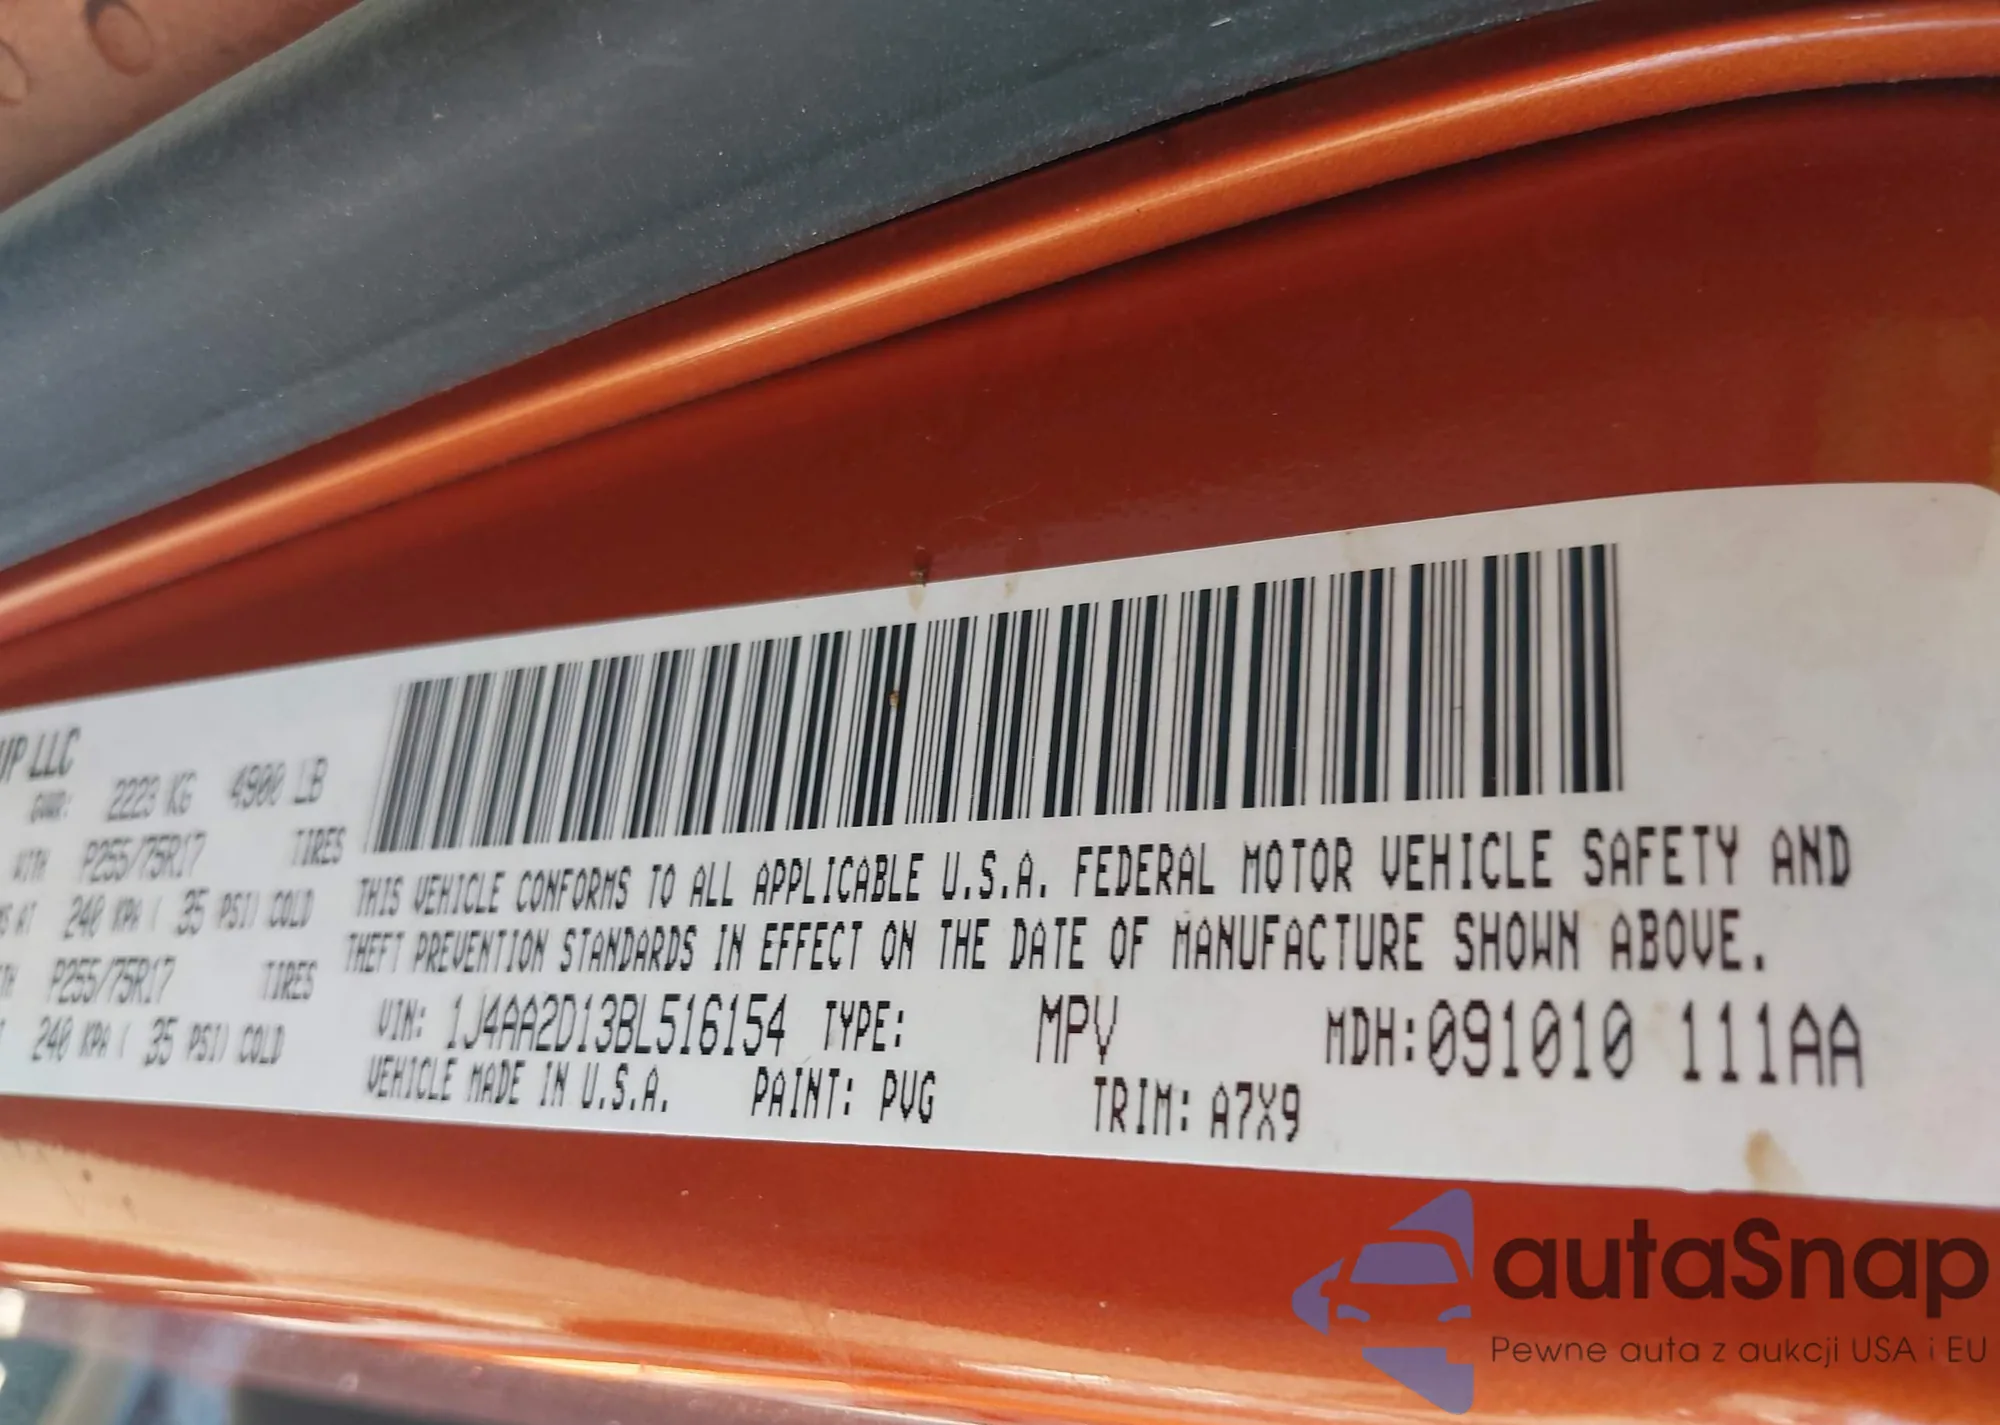 UP LLC
GVWR: 2223 KG 4900 LB
WITH P255/75R17 TIRES
AT 240 KPA ( 35 PSI) COLD
P255/75R17 TIRES
240 KPA ( 35 PSI) COLD
THIS VEHICLE CONFORMS TO ALL APPLICABLE U.S.A. FEDERAL MOTOR VEHICLE SAFETY AND
THEFT PREVENTION STANDARDS IN EFFECT ON THE DATE OF MANUFACTURE SHOWN ABOVE.
VIN: 1J4AA2D13BL516154 TYPE: MPV MDH:091010 111AA
VEHICLE MADE IN U.S.A. PAINT: PVG TRIM: A7X9
autaSnap
Pewne auta z aukcji USA i EU